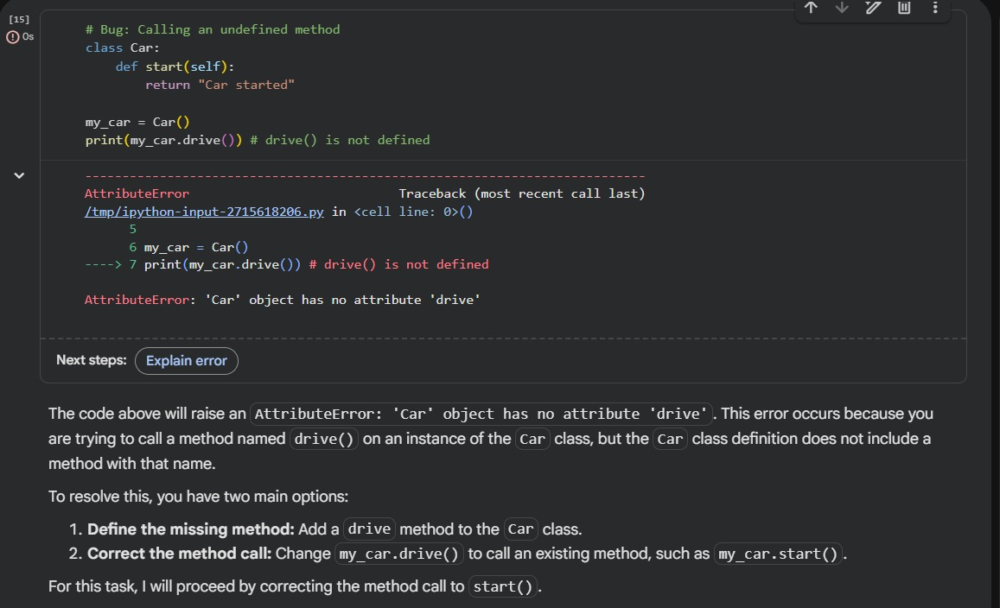 [15]
0s
# Bug: Calling an undefined method
class Car:
    def start(self):
        return "Car started"
my_car = Car()
print(my_car.drive()) # drive() is not defined
---------------------------------------------------------------------------
AttributeError                            Traceback (most recent call last)
/tmp/ipython-input-2715618206.py in <cell line: 0>()
      5
      6 my_car = Car()
----> 7 print(my_car.drive()) # drive() is not defined
AttributeError: 'Car' object has no attribute 'drive'
Next steps: Explain error
The code above will raise an AttributeError: 'Car' object has no attribute 'drive'. This error occurs because you
are trying to call a method named drive() on an instance of the Car class, but the Car class definition does not include a
method with that name.
To resolve this, you have two main options:
1. Define the missing method: Add a drive method to the Car class.
2. Correct the method call: Change my_car.drive() to call an existing method, such as my_car.start().
For this task, I will proceed by correcting the method call to start().